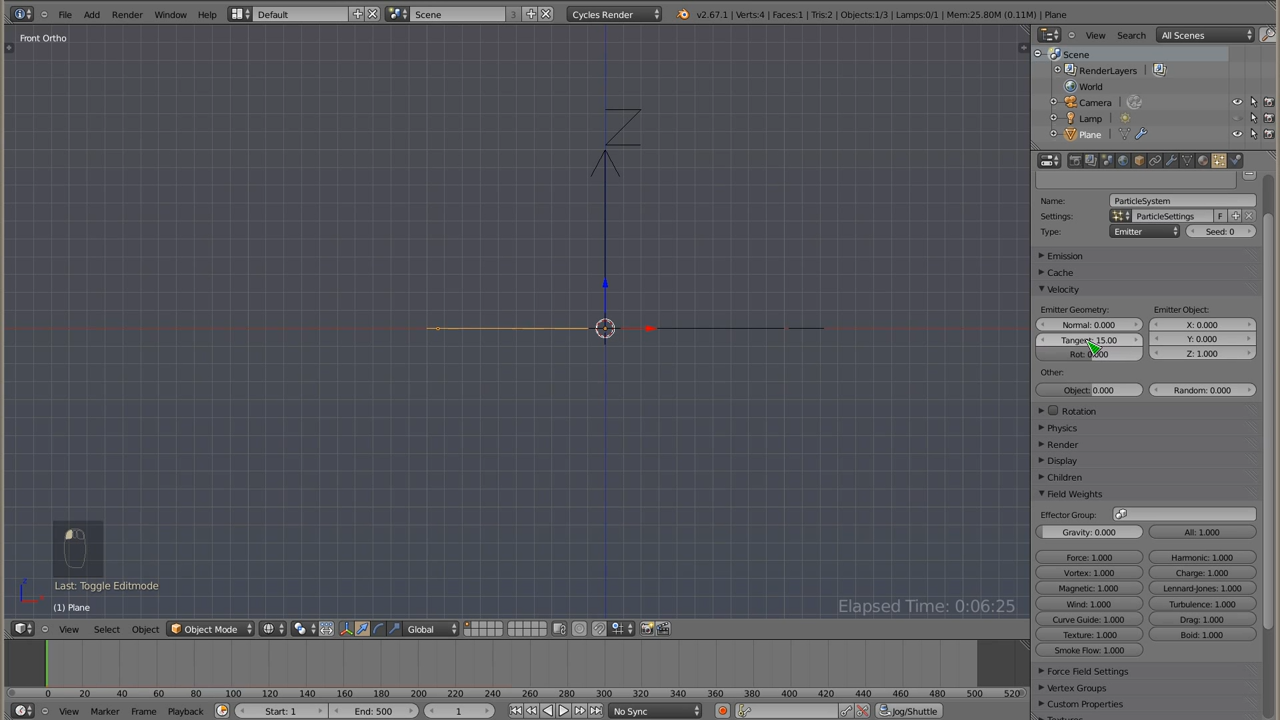 File Add Render Window Help Default Scene 3 Cycles Render v2.67.1 | Verts:4 | Faces:1 | Tris:2 | Objects:1/3 | Lamps:0/1 | Mem:25.80M (0.11M) | Plane
Front Ortho
View Search All Scenes
Scene
RenderLayers |
World
Camera
Lamp
Plane
Name: ParticleSystem
Settings: ParticleSettings F
Type: Emitter Seed: 0
Emission
Cache
Velocity
Emitter Geometry: Emitter Object:
Normal: 0.000 X: 0.000
15.00 Y: 0.000
Rot: Z: 1.000
Other:
Object: 0.000 Random: 0.000
Rotation
Physics
Render
Display
Children
Field Weights
Effector Group:
Gravity: 0.000 All: 1.000
Force: 1.000 Harmonic: 1.000
Vortex: 1.000 Charge: 1.000
Magnetic: 1.000 Lennard-Jones: 1.000
Wind: 1.000 Turbulence: 1.000
Curve Guide: 1.000 Drag: 1.000
Texture: 1.000 Boid: 1.000
Smoke Flow: 1.000
Force Field Settings
Vertex Groups
Custom Properties
Last: Toggle Editmode
(1) Plane
Elapsed Time: 0:06:25
View Select Object Object Mode Global
0 20 40 60 80 100 120 140 160 180 200 220 240 260 280 300 320 340 360 380 400 420 440 460 480 500 520
View Marker Frame Playback Start: 1 End: 500 1 No Sync Jog/Shuttle